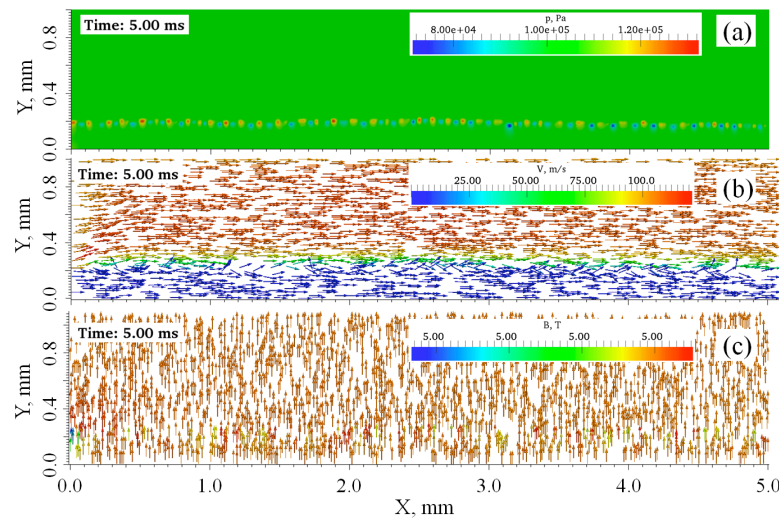 Time: 5.00 ms
p, Pa
8.00e+04 1.00e+05 1.20e+05
(a)
Y, mm
0.8
0.4
0.0
Time: 5.00 ms
V, m/s
25.00 50.00 75.00 100.0
(b)
Y, mm
0.8
0.4
0.0
Time: 5.00 ms
B, T
5.00 5.00 5.00 5.00
(c)
Y, mm
0.8
0.4
0.0
0.0 1.0 2.0 3.0 4.0 5.0
X, mm